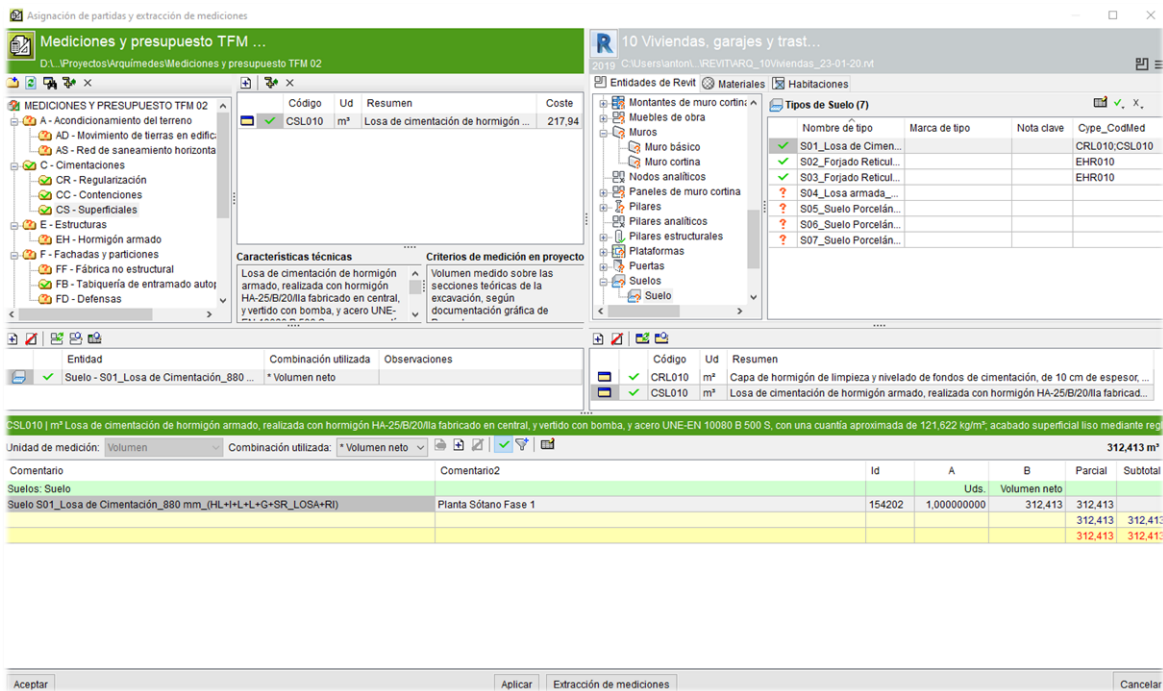 Asignación de partidas y extracción de mediciones
Mediciones y presupuesto TFM ...
D:\...\Proyectos\Arquímedes\Mediciones y presupuesto TFM 02
10 Viviendas, garajes y trast...
2019 C:\Users\anton\...\REVIT\ARQ_10Viviendas_23-01-20.rvt
Entidades de Revit Materiales Habitaciones
MEDICIONES Y PRESUPUESTO TFM 02
A - Acondicionamiento del terreno
AD - Movimiento de tierras en edific
AS - Red de saneamiento horizonta
C - Cimentaciones
CR - Regularización
CC - Contenciones
CS - Superficiales
E - Estructuras
EH - Hormigón armado
F - Fachadas y particiones
FF - Fábrica no estructural
FB - Tabiquería de entramado autop
FD - Defensas
Código Ud Resumen Coste
CSL010 m³ Losa de cimentación de hormigón ... 217,94
Características técnicas
Losa de cimentación de hormigón
armado, realizada con hormigón
HA-25/B/20/IIa fabricado en central,
y vertido con bomba, y acero UNE-
Criterios de medición en proyecto
Volumen medido sobre las
secciones teóricas de la
excavación, según
documentación gráfica de
Montantes de muro cortina
Muebles de obra
Muros
Muro básico
Muro cortina
Nodos analíticos
Paneles de muro cortina
Pilares
Pilares analíticos
Pilares estructurales
Plataformas
Puertas
Suelos
Suelo
Tipos de Suelo (7)
Nombre de tipo Marca de tipo Nota clave Cype_CodMed
S01_Losa de Cimen... CRL010;CSL010
S02_Forjado Reticul... EHR010
S03_Forjado Reticul... EHR010
S04_Losa armada_...
S05_Suelo Porcelán...
S06_Suelo Porcelán...
S07_Suelo Porcelán...
Entidad Combinación utilizada Observaciones
Suelo - S01_Losa de Cimentación_880 ... * Volumen neto
Código Ud Resumen
CRL010 m² Capa de hormigón de limpieza y nivelado de fondos de cimentación, de 10 cm de espesor, ...
CSL010 m³ Losa de cimentación de hormigón armado, realizada con hormigón HA-25/B/20/IIa fabricad...
CSL010 | m³ Losa de cimentación de hormigón armado, realizada con hormigón HA-25/B/20/IIa fabricado en central, y vertido con bomba, y acero UNE-EN 10080 B 500 S, con una cuantía aproximada de 121,622 kg/m³; acabado superficial liso mediante regl
Unidad de medición: Volumen Combinación utilizada: * Volumen neto 312,413 m³
Comentario Comentario2 Id A B Parcial Subtotal
Suelos: Suelo Uds. Volumen neto
Suelo S01_Losa de Cimentación_880 mm_(HL+I+L+L+G+SR_LOSA+RI) Planta Sótano Fase 1 154202 1,000000000 312,413 312,413
312,413 312,413
312,413 312,413
Aceptar Aplicar Extracción de mediciones Cancelar